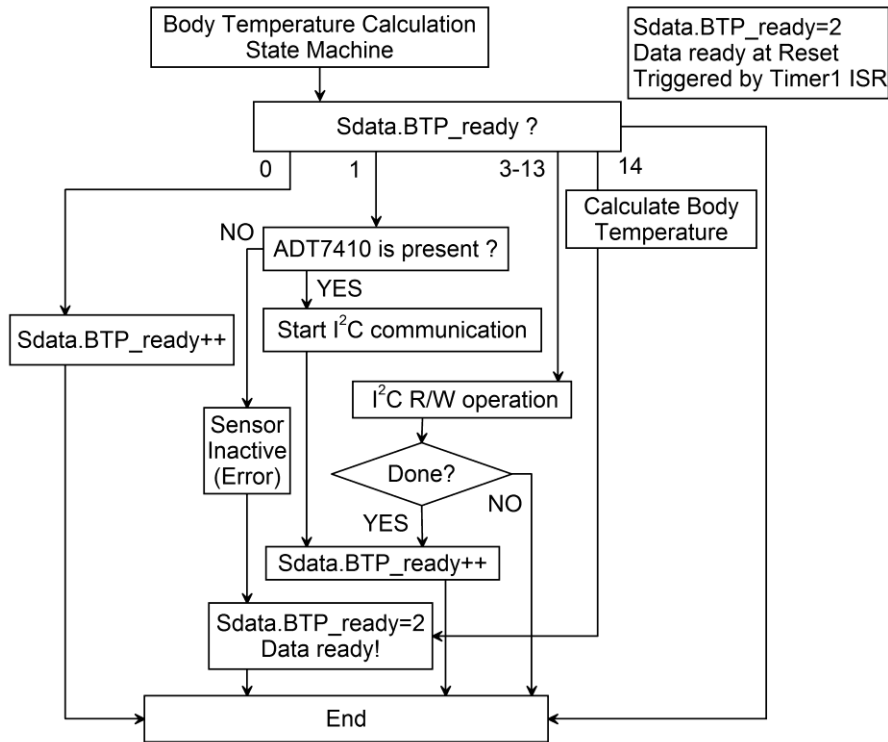 Body Temperature Calculation
State Machine
Sdata.BTP_ready=2
Data ready at Reset
Triggered by Timer1 ISR
Sdata.BTP_ready ?
0
1
3-13
14
Calculate Body
Temperature
NO
ADT7410 is present ?
YES
Sdata.BTP_ready++
Start I²C communication
I²C R/W operation
Sensor
Inactive
(Error)
Done?
NO
YES
Sdata.BTP_ready++
Sdata.BTP_ready=2
Data ready!
End